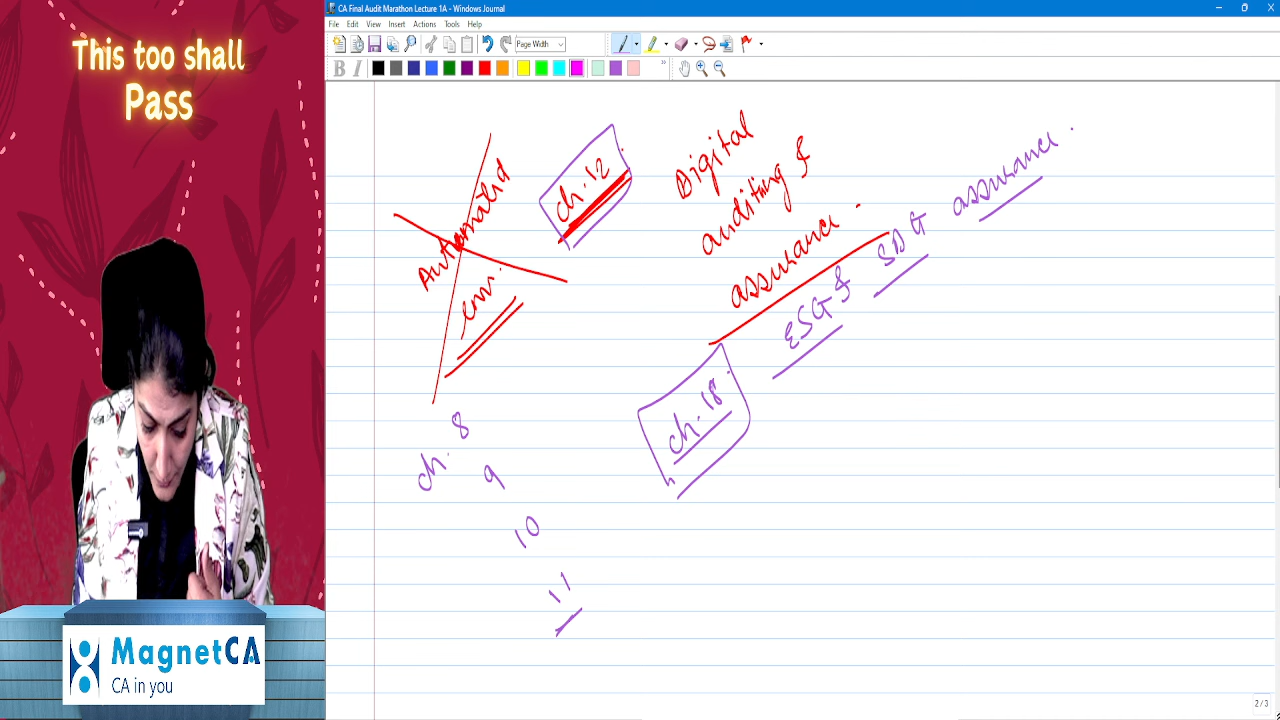 This too shall
Pass
MagnetCA
CA in you
CA Final Audit Marathon Lecture 1A - Windows Journal
File Edit View Insert Actions Tools Help
Page Width
B I
Automated
env.
ch. 12
Digital
auditing &
assurance.
ch. 18.
ESG & SDG assurance.
ch. 8
9
10
11
2/3